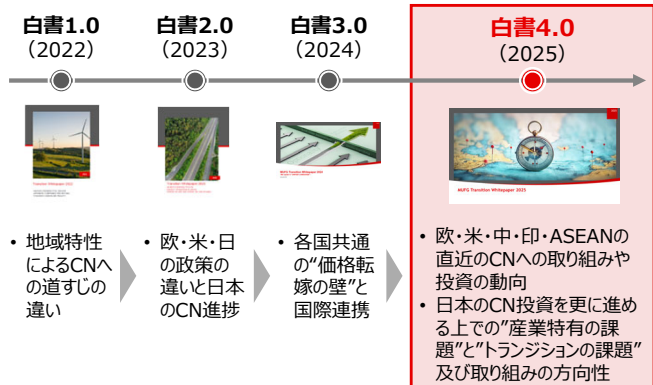 白書1.0
(2022)
白書2.0
(2023)
白書3.0
(2024)
白書4.0
(2025)
Transition Whitepaper 2022
MUFG Transition Whitepaper 2025
• 地域特性
によるCNへ
の道すじの
違い
• 欧・米・日
の政策の
違いと日本
のCN進捗
• 各国共通
の“価格転
嫁の壁”と
国際連携
• 欧・米・中・印・ASEANの
直近のCNへの取り組みや
投資の動向
• 日本のCN投資を更に進め
る上での”産業特有の課
題”と”トランジションの課題”
及び取り組みの方向性